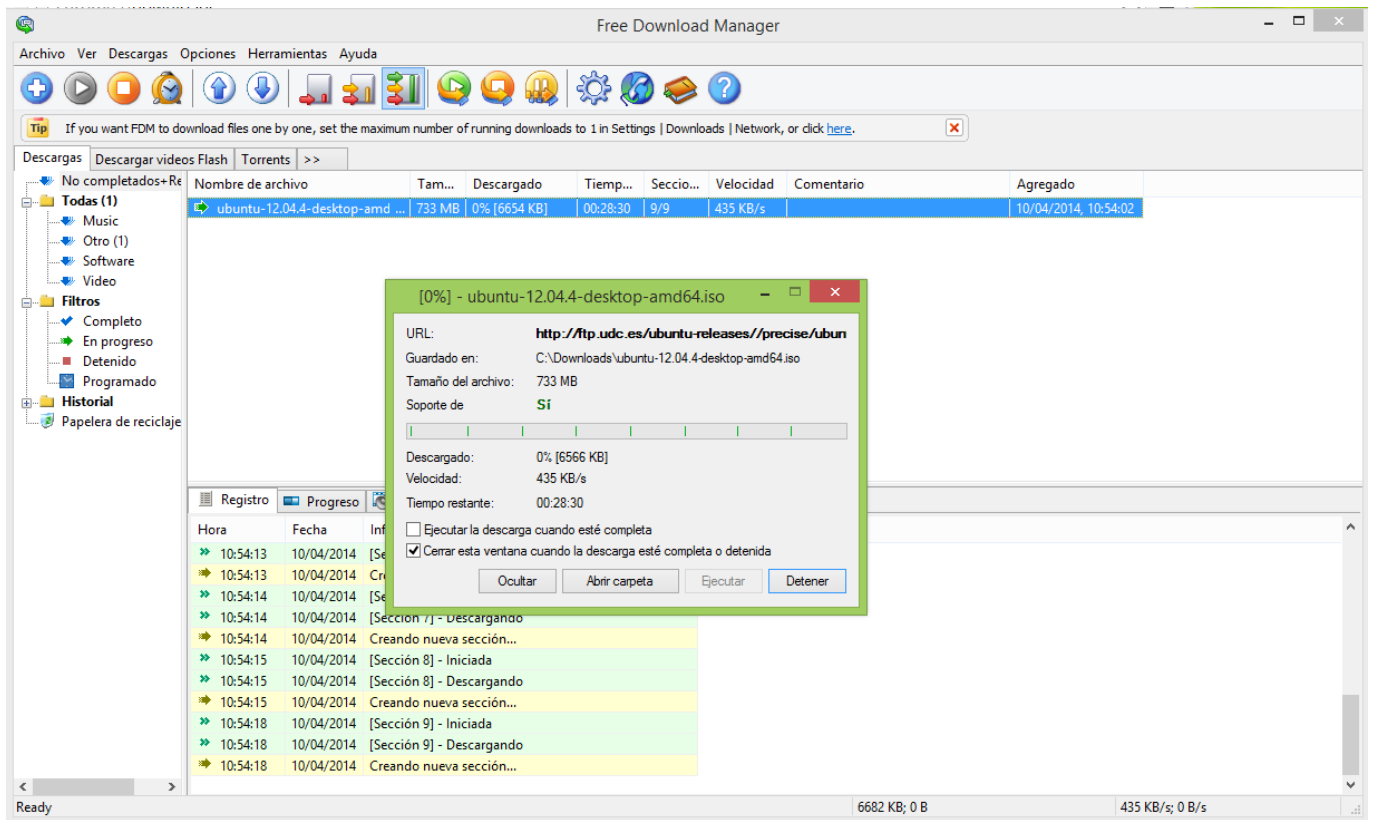 Free Download Manager
Archivo Ver Descargas Opciones Herramientas Ayuda
Tip If you want FDM to download files one by one, set the maximum number of running downloads to 1 in Settings | Downloads | Network, or click here.
Descargas Descargar videos Flash Torrents >>
No completados+Re
Todas (1)
Music
Otro (1)
Software
Video
Filtros
Completo
En progreso
Detenido
Programado
Historial
Papelera de reciclaje
Nombre de archivo Tam... Descargado Tiemp... Seccio... Velocidad Comentario Agregado
ubuntu-12.04.4-desktop-amd ... 733 MB 0% [6654 KB] 00:28:30 9/9 435 KB/s 10/04/2014, 10:54:02
[0%] - ubuntu-12.04.4-desktop-amd64.iso
URL: http://ftp.udc.es/ubuntu-releases//precise/ubun
Guardado en: C:\Downloads\ubuntu-12.04.4-desktop-amd64.iso
Tamaño del archivo: 733 MB
Soporte de Sí
Descargado: 0% [6566 KB]
Velocidad: 435 KB/s
Tiempo restante: 00:28:30
Ejecutar la descarga cuando esté completa
Cerrar esta ventana cuando la descarga esté completa o detenida
Ocultar Abrir carpeta Ejecutar Detener
Registro Progreso
Hora Fecha Inf
10:54:13 10/04/2014 [Se
10:54:13 10/04/2014 Cre
10:54:14 10/04/2014 [Se
10:54:14 10/04/2014 [Sección 7] - Descargando
10:54:14 10/04/2014 Creando nueva sección...
10:54:15 10/04/2014 [Sección 8] - Iniciada
10:54:15 10/04/2014 [Sección 8] - Descargando
10:54:15 10/04/2014 Creando nueva sección...
10:54:18 10/04/2014 [Sección 9] - Iniciada
10:54:18 10/04/2014 [Sección 9] - Descargando
10:54:18 10/04/2014 Creando nueva sección...
Ready 6682 KB; 0 B 435 KB/s; 0 B/s